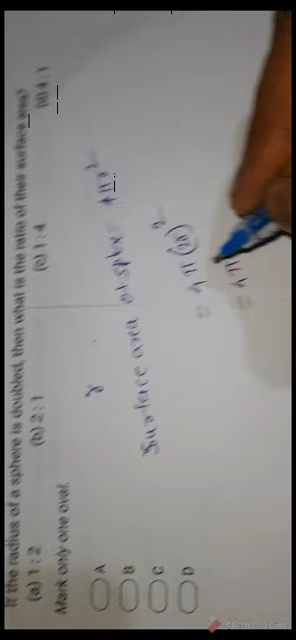 If the radius of a sphere is doubled, then what is the ratio of their surface area?
(a) 1 : 2 (b) 2 : 1 (c) 1 : 4 (d) 4 : 1
Mark only one oval.
A
B
C
D
r
Surface area of sphere = 4πr²
= 4π(2r)²
= 4π